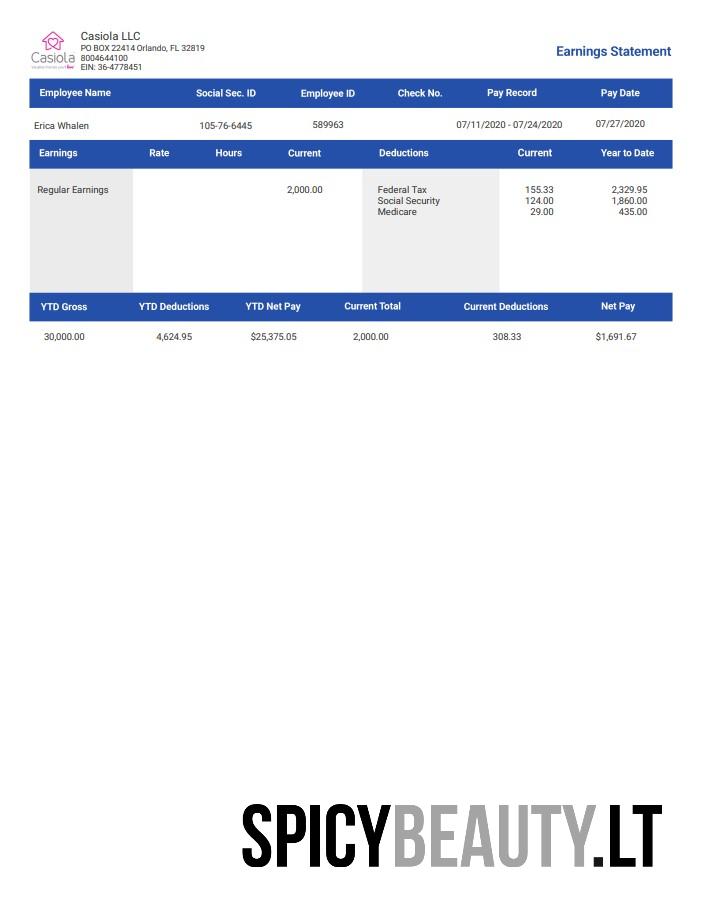 Casiola LLC
PO BOX 22414 Orlando, FL 32819
8004644100
EIN: 36-4778451
Casiola
Earnings Statement
Employee Name Social Sec. ID Employee ID Check No. Pay Record Pay Date
Erica Whalen 105-76-6445 589963 07/11/2020 - 07/24/2020 07/27/2020
Earnings Rate Hours Current Deductions Current Year to Date
Regular Earnings 2,000.00 Federal Tax 155.33 2,329.95
Social Security 124.00 1,860.00
Medicare 29.00 435.00
YTD Gross YTD Deductions YTD Net Pay Current Total Current Deductions Net Pay
30,000.00 4,624.95 $25,375.05 2,000.00 308.33 $1,691.67
SPICYBEAUTY.LT